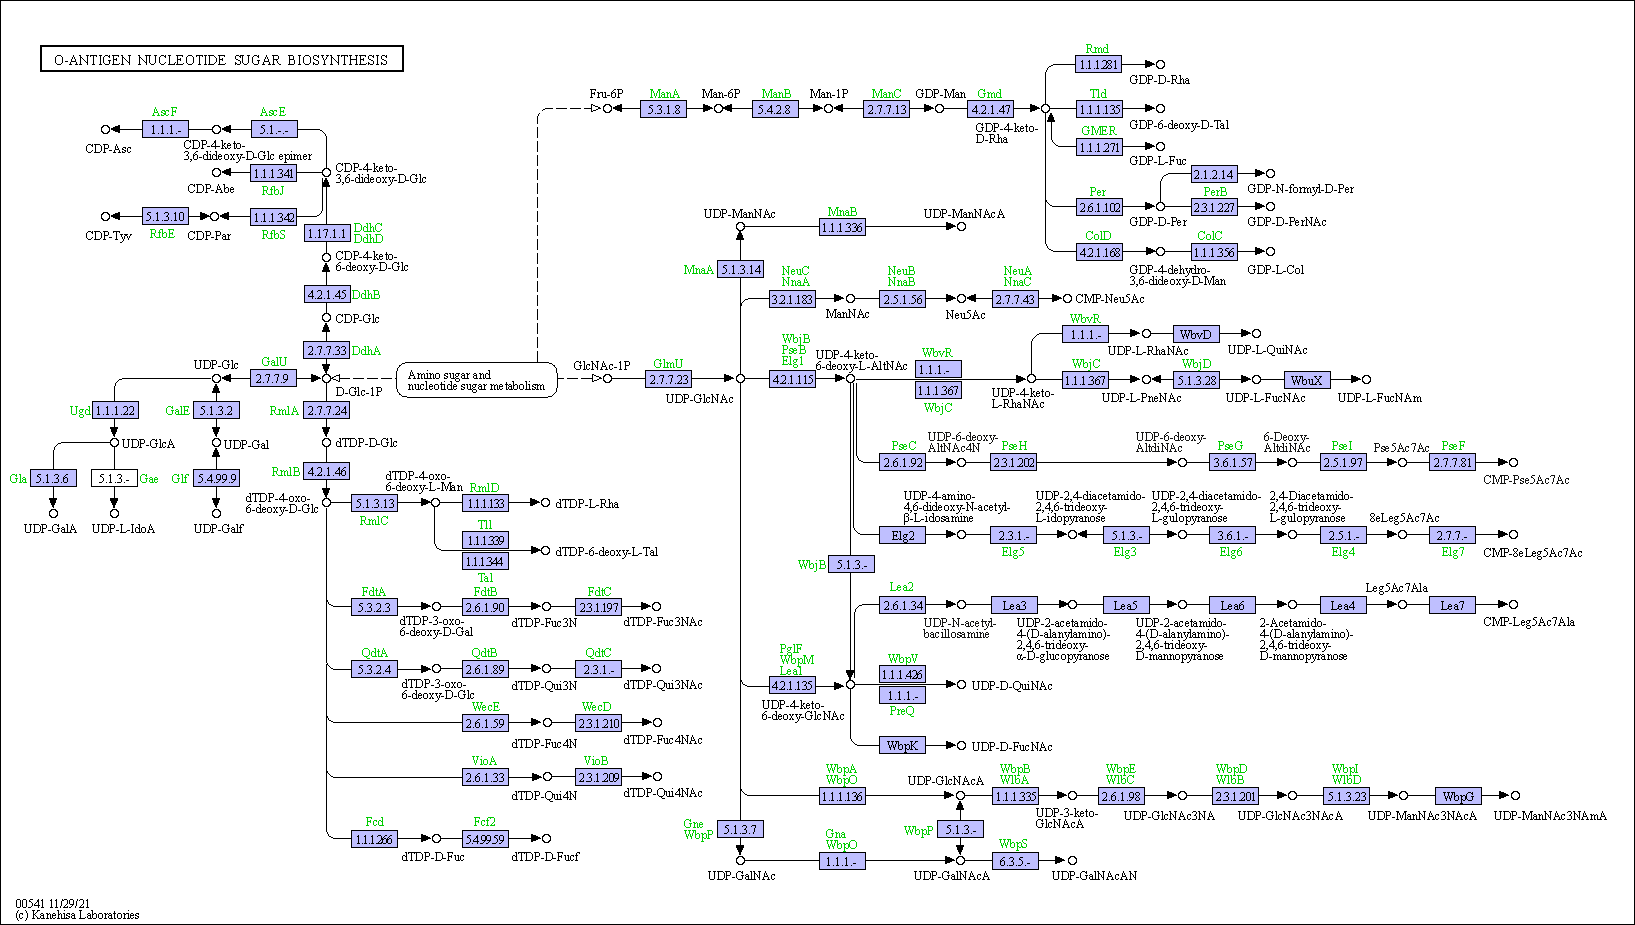 O-ANTIGEN NUCLEOTIDE SUGAR BIOSYNTHESIS
AscF
AscE
1.1.1.-
5.1.-.-
CDP-Asc
CDP-4-keto-
3,6-dideoxy-D-Glc epimer
1.1.1.341
CDP-Abe
RfbJ
CDP-4-keto-
3,6-dideoxy-D-Glc
5.1.3.10
1.1.1.342
CDP-Tyv
RfbE
CDP-Par
RfbS
1.17.1.1
DdhC
DdhD
CDP-4-keto-
6-deoxy-D-Glc
4.2.1.45
DdhB
CDP-Glc
2.7.7.33
DdhA
UDP-Glc
GalU
2.7.7.9
D-Glc-1P
Amino sugar and
nucleotide sugar metabolism
Ugd
1.1.1.22
GalE
5.1.3.2
RmlA
2.7.7.24
UDP-GlcA
UDP-Gal
dTDP-D-Glc
Gla
5.1.3.6
5.1.3.-
Gae
Glf
5.4.99.9
RmlB
4.2.1.46
UDP-GalA
UDP-L-IdoA
UDP-Galf
dTDP-4-oxo-
6-deoxy-D-Glc
5.1.3.13
RmlC
dTDP-4-oxo-
6-deoxy-L-Man
RmlD
1.1.1.133
dTDP-L-Rha
Tll
1.1.1.339
1.1.1.344
Tal
dTDP-6-deoxy-L-Tal
FdtA
5.3.2.3
dTDP-3-oxo-
6-deoxy-D-Gal
FdtB
2.6.1.90
dTDP-Fuc3N
FdtC
2.3.1.197
dTDP-Fuc3NAc
QdtA
5.3.2.4
dTDP-3-oxo-
6-deoxy-D-Glc
QdtB
2.6.1.89
dTDP-Qui3N
QdtC
2.3.1.-
dTDP-Qui3NAc
WecE
2.6.1.59
dTDP-Fuc4N
WecD
2.3.1.210
dTDP-Fuc4NAc
VioA
2.6.1.33
dTDP-Qui4N
VioB
2.3.1.209
dTDP-Qui4NAc
Fcd
1.1.1.266
dTDP-D-Fuc
Fcf2
5.4.99.59
dTDP-D-Fucf
Fru-6P
ManA
5.3.1.8
Man-6P
ManB
5.4.2.8
Man-1P
ManC
2.7.7.13
GDP-Man
Gmd
4.2.1.47
GDP-4-keto-
D-Rha
Rmd
1.1.1.281
GDP-D-Rha
Tld
1.1.1.135
GDP-6-deoxy-D-Tal
GMER
1.1.1.271
GDP-L-Fuc
Per
2.6.1.102
GDP-D-Per
2.1.2.14
GDP-N-formyl-D-Per
PerB
2.3.1.227
GDP-D-PerNAc
ColD
4.2.1.168
GDP-4-dehydro-
3,6-dideoxy-D-Man
ColC
1.1.1.356
GDP-L-Col
UDP-ManNAc
MnaB
1.1.1.336
UDP-ManNAcA
MnaA
5.1.3.14
NeuC
NnaA
3.2.1.183
ManNAc
NeuB
NnaB
2.5.1.56
Neu5Ac
NeuA
NnaC
2.7.7.43
CMP-Neu5Ac
GlcNAc-1P
GlmU
2.7.7.23
UDP-GlcNAc
WbjB
PseB
Elg1
4.2.1.115
UDP-4-keto-
6-deoxy-L-AltNAc
WbvR
1.1.1.-
1.1.1.367
WbjC
UDP-4-keto-
L-RhaNAc
WbvR
1.1.1.-
UDP-L-RhaNAc
WbvD
UDP-L-QuiNAc
WbjC
1.1.1.367
UDP-L-PneNAc
WbjD
5.1.3.28
UDP-L-FucNAc
WbuX
UDP-L-FucNAm
PseC
2.6.1.92
UDP-6-deoxy-
AltNAc4N
PseH
2.3.1.202
UDP-6-deoxy-
AltdiNAc
PseG
3.6.1.57
6-Deoxy-
AltdiNAc
PseI
2.5.1.97
Pse5Ac7Ac
PseF
2.7.7.81
CMP-Pse5Ac7Ac
Elg2
UDP-4-amino-
4,6-dideoxy-N-acetyl-
β-L-idosamine
2.3.1.-
Elg5
UDP-2,4-diacetamido-
2,4,6-trideoxy-
L-idopyranose
5.1.3.-
Elg3
UDP-2,4-diacetamido-
2,4,6-trideoxy-
L-gulopyranose
3.6.1.-
Elg6
2,4-Diacetamido-
2,4,6-trideoxy-
L-gulopyranose
2.5.1.-
Elg4
8eLeg5Ac7Ac
2.7.7.-
Elg7
CMP-8eLeg5Ac7Ac
WbjB
5.1.3.-
Lea2
2.6.1.34
UDP-N-acetyl-
bacillosamine
Lea3
UDP-2-acetamido-
4-(D-alanylamino)-
2,4,6-trideoxy-
α-D-glucopyranose
Lea5
UDP-2-acetamido-
4-(D-alanylamino)-
2,4,6-trideoxy-
D-mannopyranose
Lea6
2-Acetamido-
4-(D-alanylamino)-
2,4,6-trideoxy-
D-mannopyranose
Lea4
Leg5Ac7Ala
Lea7
CMP-Leg5Ac7Ala
PglF
WbpM
Lea1
4.2.1.135
UDP-4-keto-
6-deoxy-GlcNAc
WbpV
1.1.1.426
1.1.1.-
PreQ
UDP-D-QuiNAc
WbpK
UDP-D-FucNAc
WbpA
WbpO
1.1.1.136
UDP-GlcNAcA
WbpB
WlbA
1.1.1.335
UDP-3-keto-
GlcNAcA
WbpE
WlbC
2.6.1.98
UDP-GlcNAc3NA
WbpD
WlbB
2.3.1.201
UDP-GlcNAc3NAcA
WbpI
WlbD
5.1.3.23
UDP-ManNAc3NAcA
WbpG
UDP-ManNAc3NAmA
Gne
WbpP
5.1.3.7
UDP-GalNAc
Gna
WbpO
1.1.1.-
WbpP
5.1.3.-
UDP-GalNAcA
WbpS
6.3.5.-
UDP-GalNAcAN
00541 11/29/21
(c) Kanehisa Laboratories